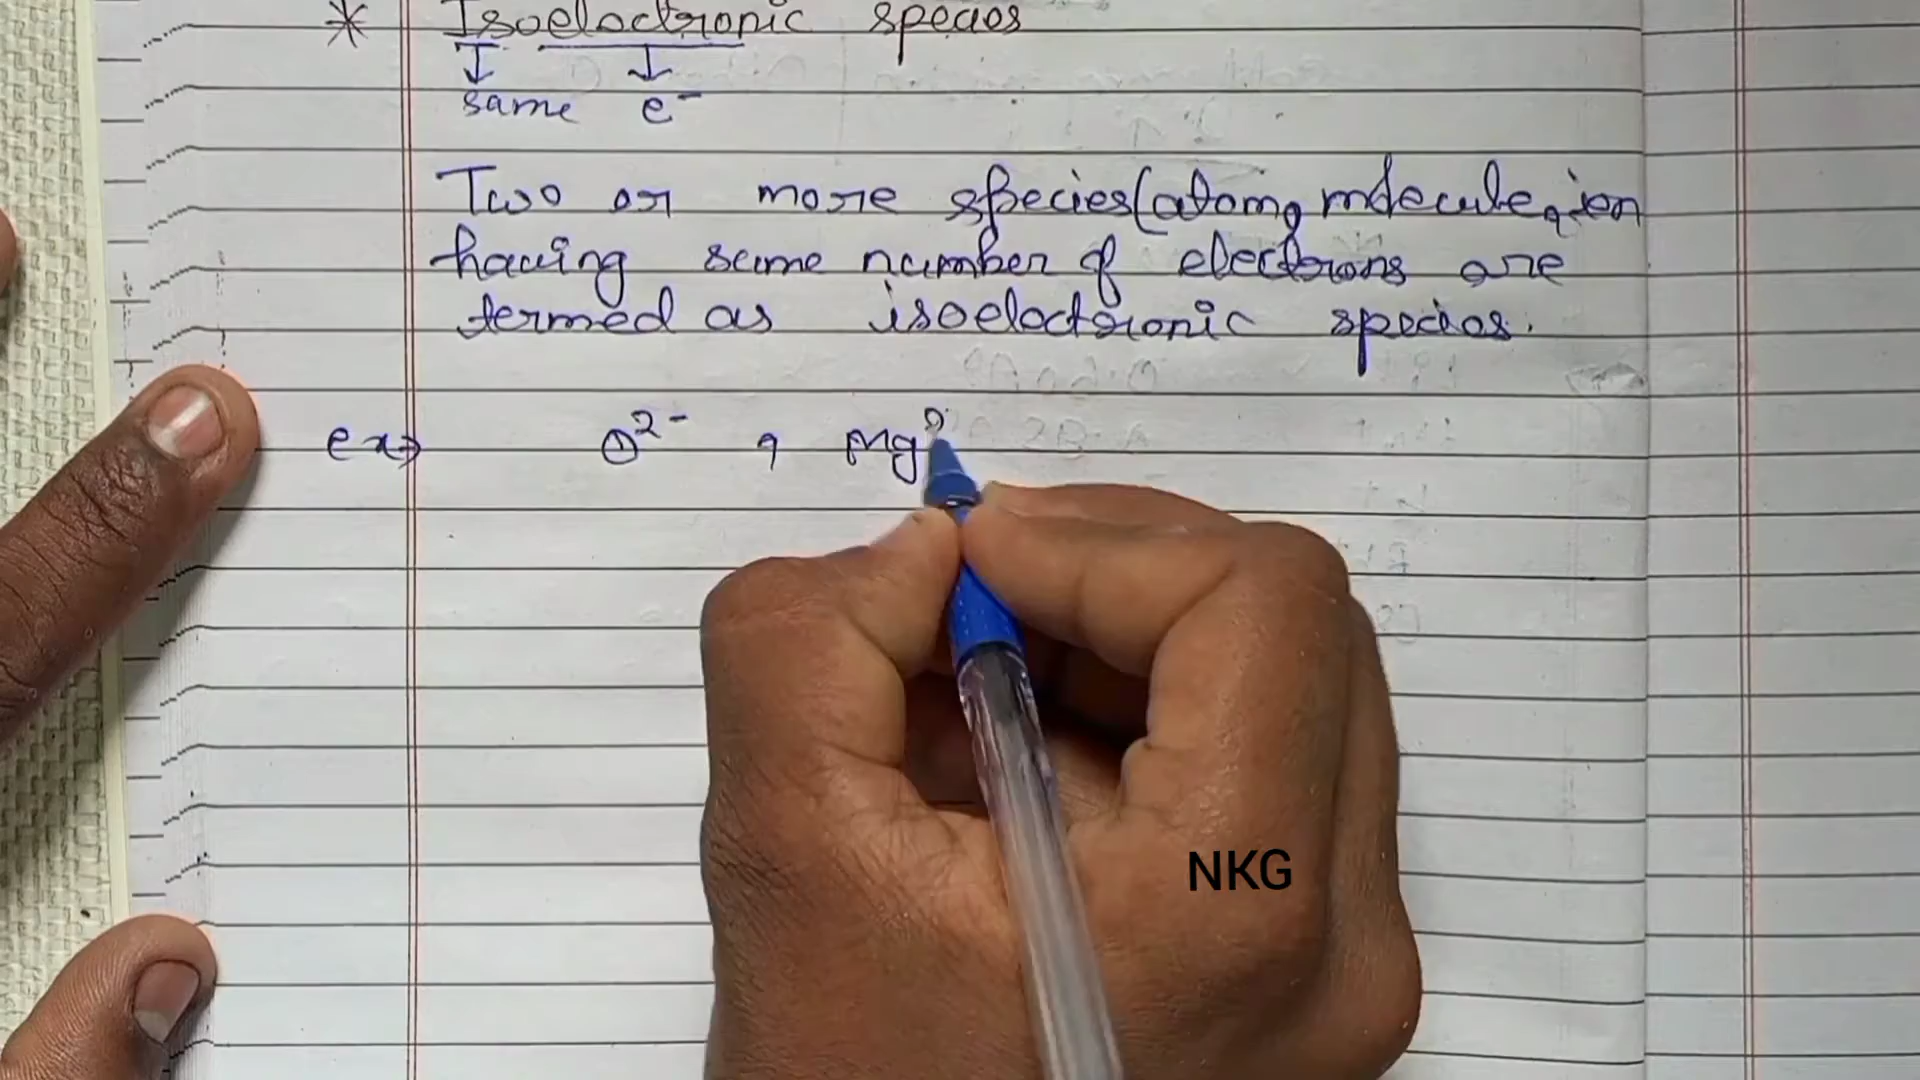 * Isoelectronic species
same e⁻
Two or more species(atom, molecule, ion
having same number of electrons are
termed as isoelectronic species.
ex⇒ O²⁻ , Mg²
NKG